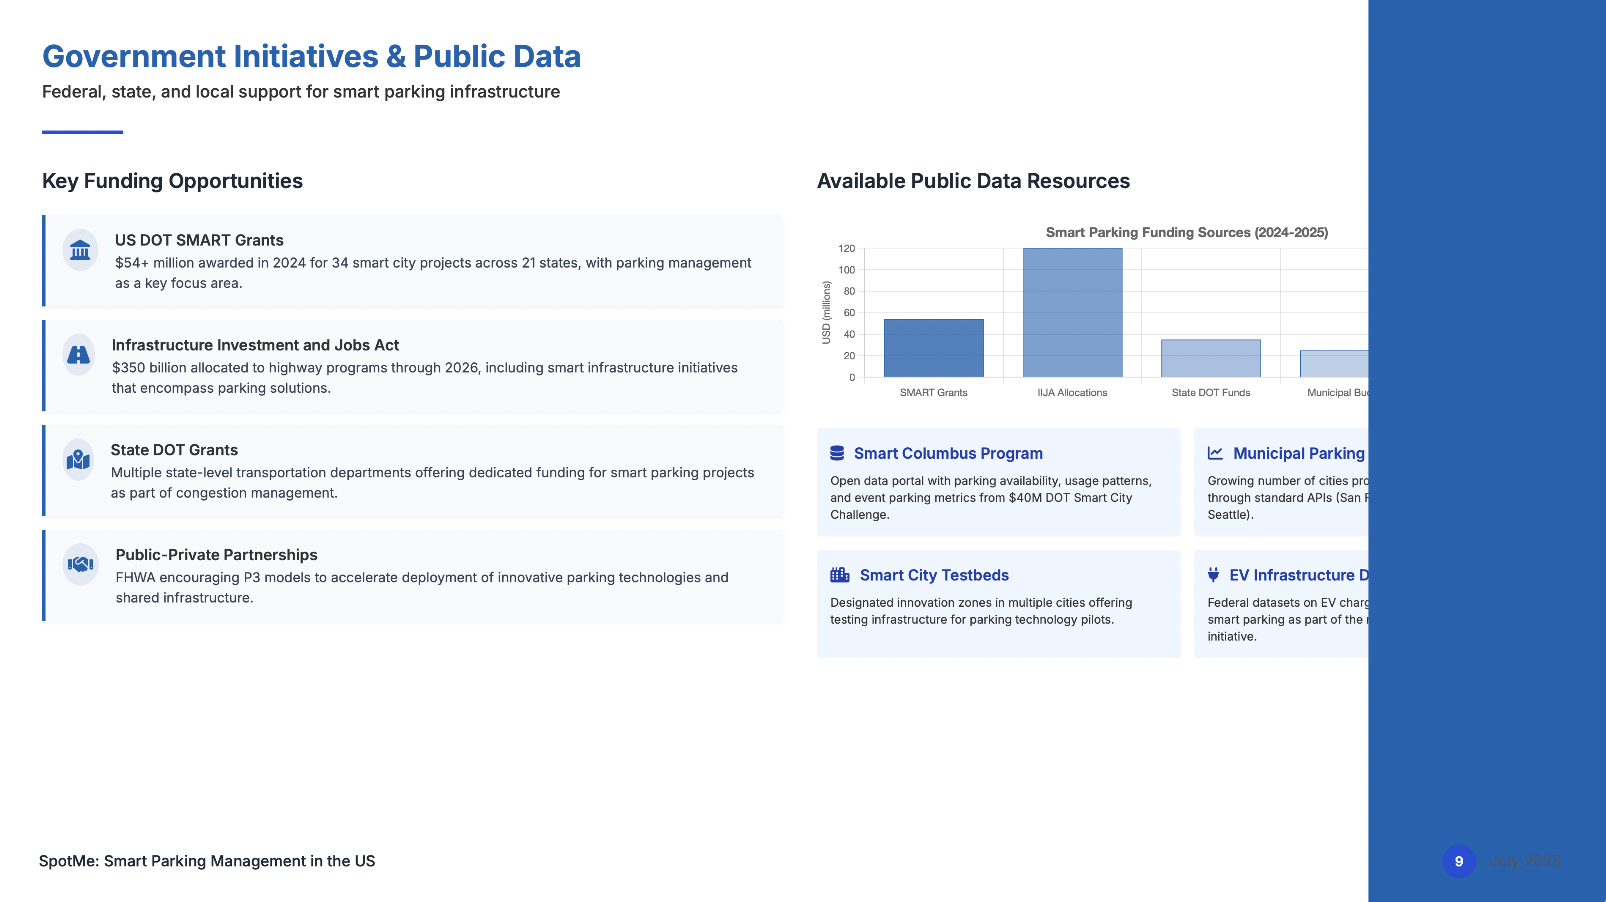 Government Initiatives & Public Data
Federal, state, and local support for smart parking infrastructure
Key Funding Opportunities
US DOT SMART Grants
$54+ million awarded in 2024 for 34 smart city projects across 21 states, with parking management
as a key focus area.
Infrastructure Investment and Jobs Act
$350 billion allocated to highway programs through 2026, including smart infrastructure initiatives
that encompass parking solutions.
State DOT Grants
Multiple state-level transportation departments offering dedicated funding for smart parking projects
as part of congestion management.
Public-Private Partnerships
FHWA encouraging P3 models to accelerate deployment of innovative parking technologies and
shared infrastructure.
Available Public Data Resources
Smart Parking Funding Sources (2024-2025)
USD (millions)
120
100
80
60
40
20
0
SMART Grants
IIJA Allocations
State DOT Funds
Municipal
Smart Columbus Program
Open data portal with parking availability, usage patterns,
and event parking metrics from $40M DOT Smart City
Challenge.
Municipal Parking
Growing number of cities
through standard APIs (San
Seattle).
Smart City Testbeds
Designated innovation zones in multiple cities offering
testing infrastructure for parking technology pilots.
EV Infrastructure
Federal datasets on EV
smart parking as part of the
initiative.
SpotMe: Smart Parking Management in the US
9
July 2025